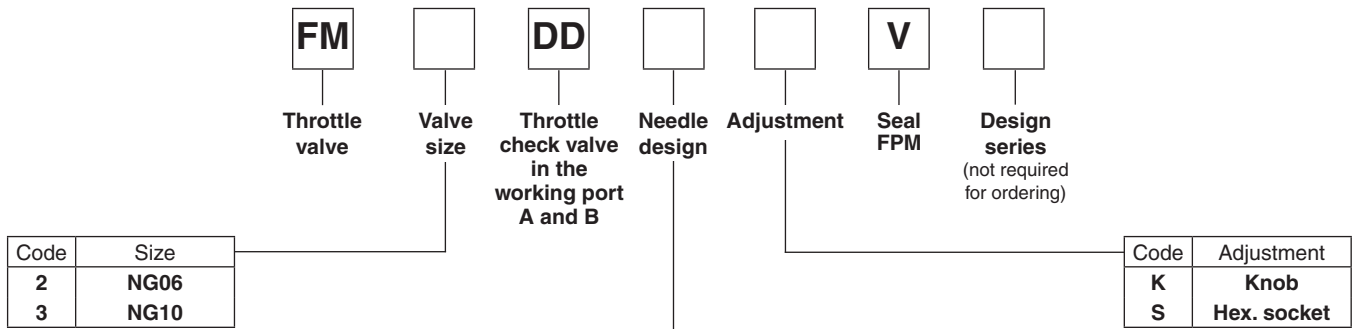 FM DD V
Throttle valve
Valve size
Throttle check valve in the working port A and B
Needle design
Adjustment
Seal FPM
Design series (not required for ordering)
Code Size
2 NG06
3 NG10
Code Adjustment
K Knob
S Hex. socket